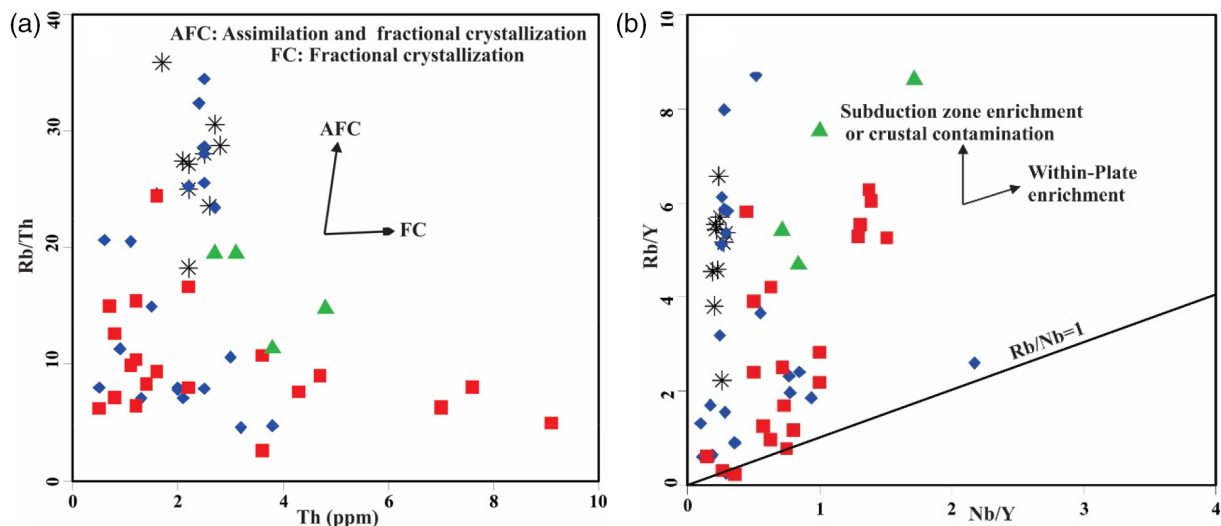 (a)
40
30
20
10
0
Rb/Th
AFC: Assimilation and fractional crystallization
FC: Fractional crystallization
AFC
FC
0 2 4 6 8 10
Th (ppm)
(b)
10
8
6
4
2
0
Rb/Y
Subduction zone enrichment
or crustal contamination
Within-Plate
enrichment
Rb/Nb=1
0 1 2 3 4
Nb/Y